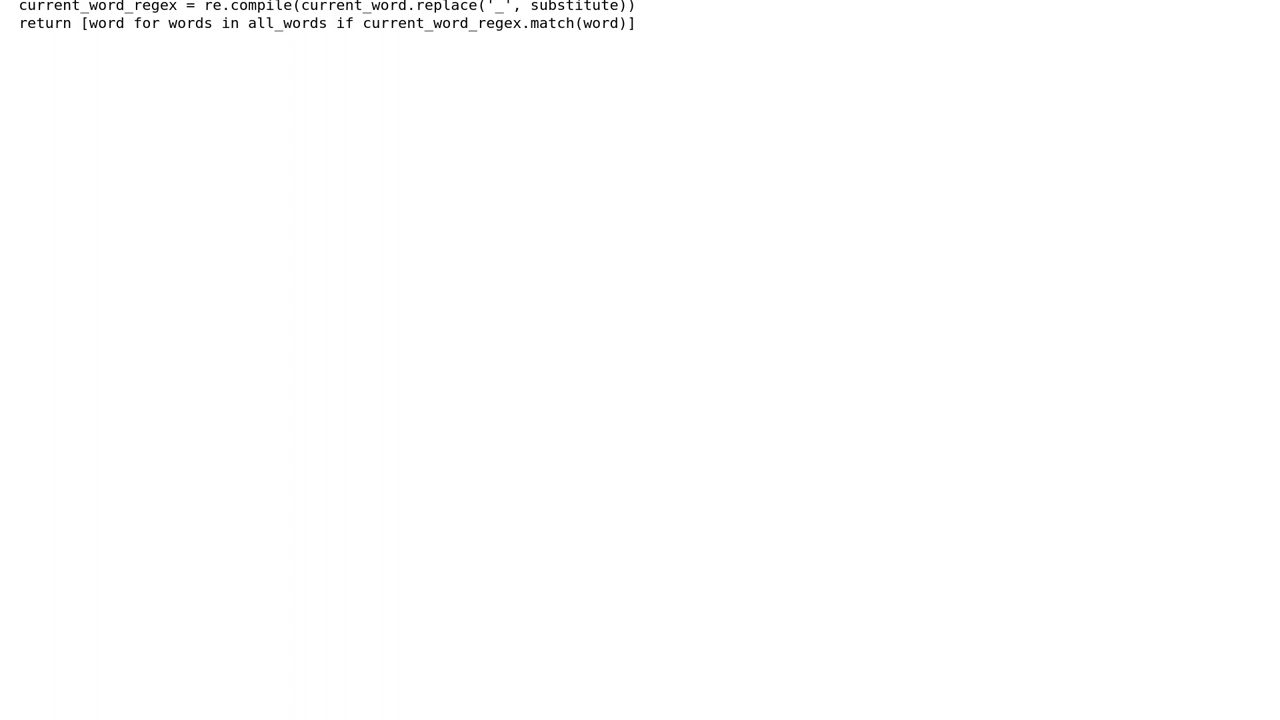 current_word_regex = re.compile(current_word.replace('_', substitute))
return [word for words in all_words if current_word_regex.match(word)]